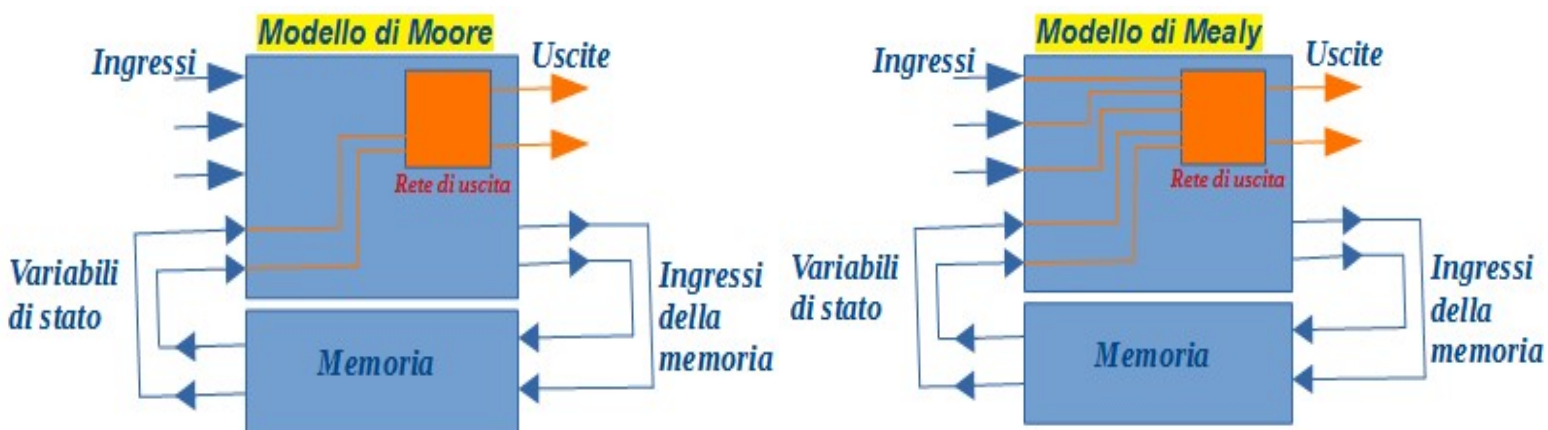 Modello di Moore
Ingressi
Uscite
Rete di uscita
Variabili
di stato
Ingressi
della
memoria
Memoria
Modello di Mealy
Ingressi
Uscite
Rete di uscita
Variabili
di stato
Ingressi
della
memoria
Memoria